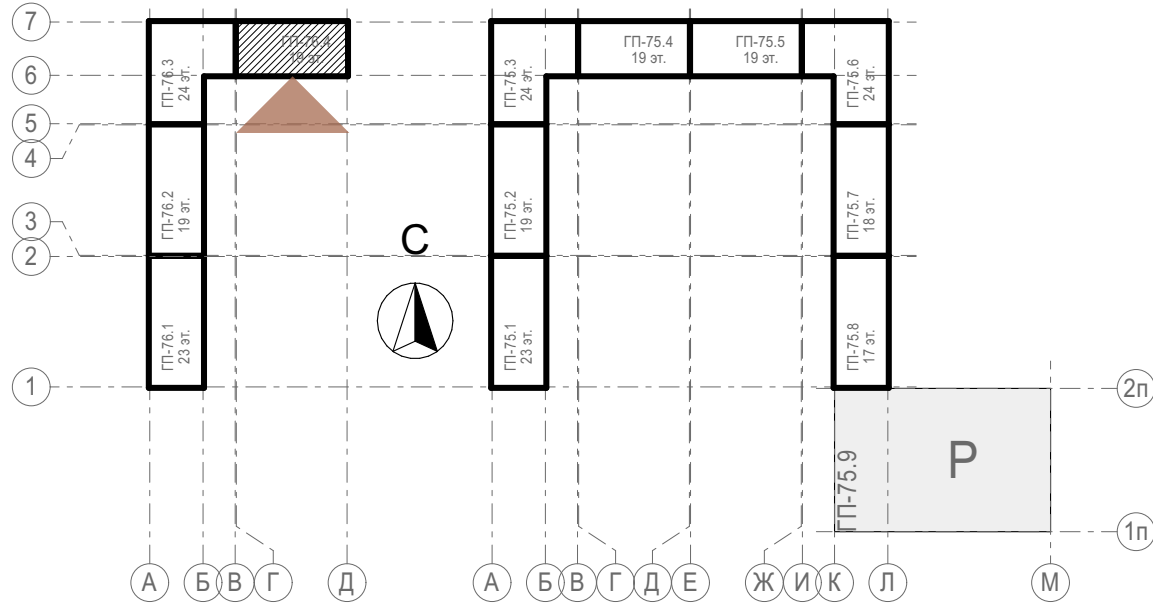 7
6
5
4
3
2
1
ГП-76.3
24 эт.
ГП-76.4
19 эт.
ГП-76.2
19 эт.
ГП-76.1
23 эт.
С
ГП-75.3
24 эт.
ГП-75.4
19 эт.
ГП-75.5
19 эт.
ГП-75.6
24 эт.
ГП-75.2
19 эт.
ГП-75.7
18 эт.
ГП-75.1
23 эт.
ГП-75.8
17 эт.
ГП-75.9
Р
2п
1п
А Б В Г Д А Б В Г Д Е Ж И К Л М